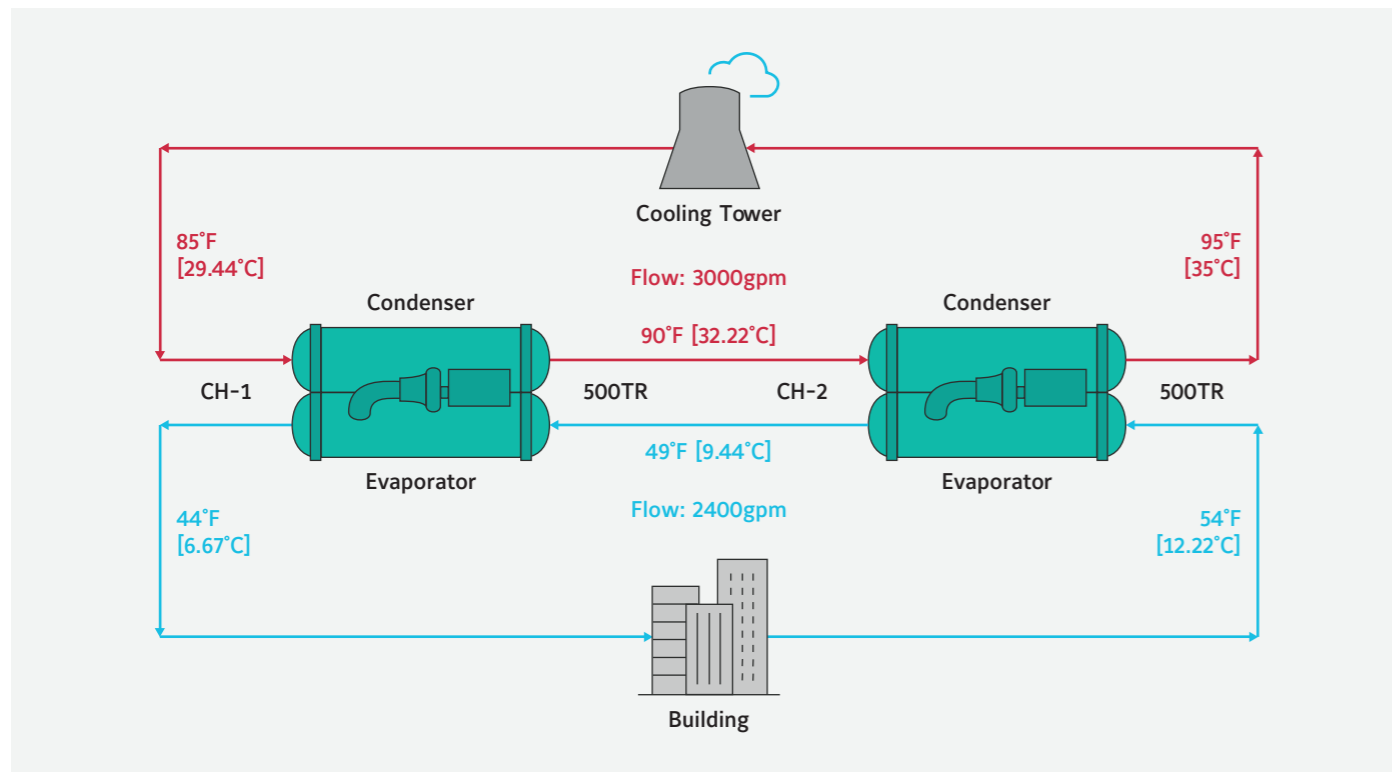 Cooling Tower
85°F
[29.44°C]
95°F
[35°C]
Flow: 3000gpm
Condenser
Condenser
90°F [32.22°C]
CH-1
500TR
CH-2
500TR
49°F [9.44°C]
Evaporator
Evaporator
44°F
[6.67°C]
Flow: 2400gpm
54°F
[12.22°C]
Building